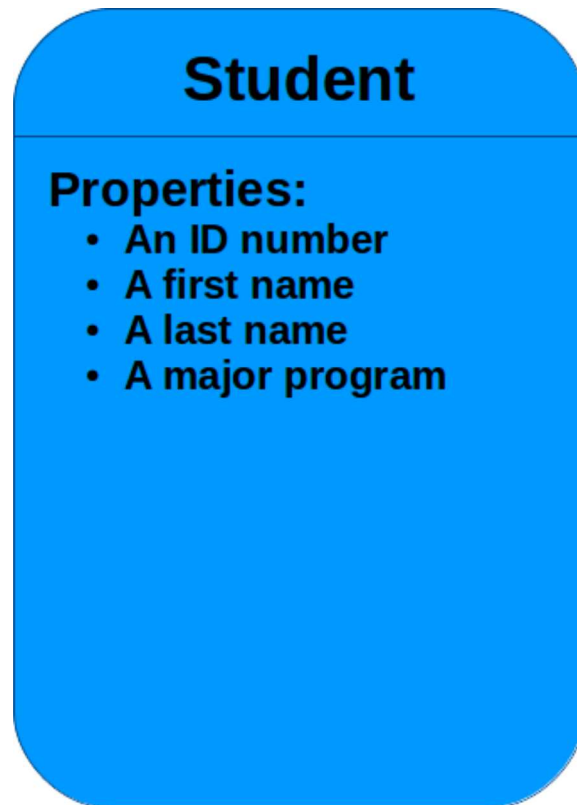 Student
Properties:
• An ID number
• A first name
• A last name
• A major program